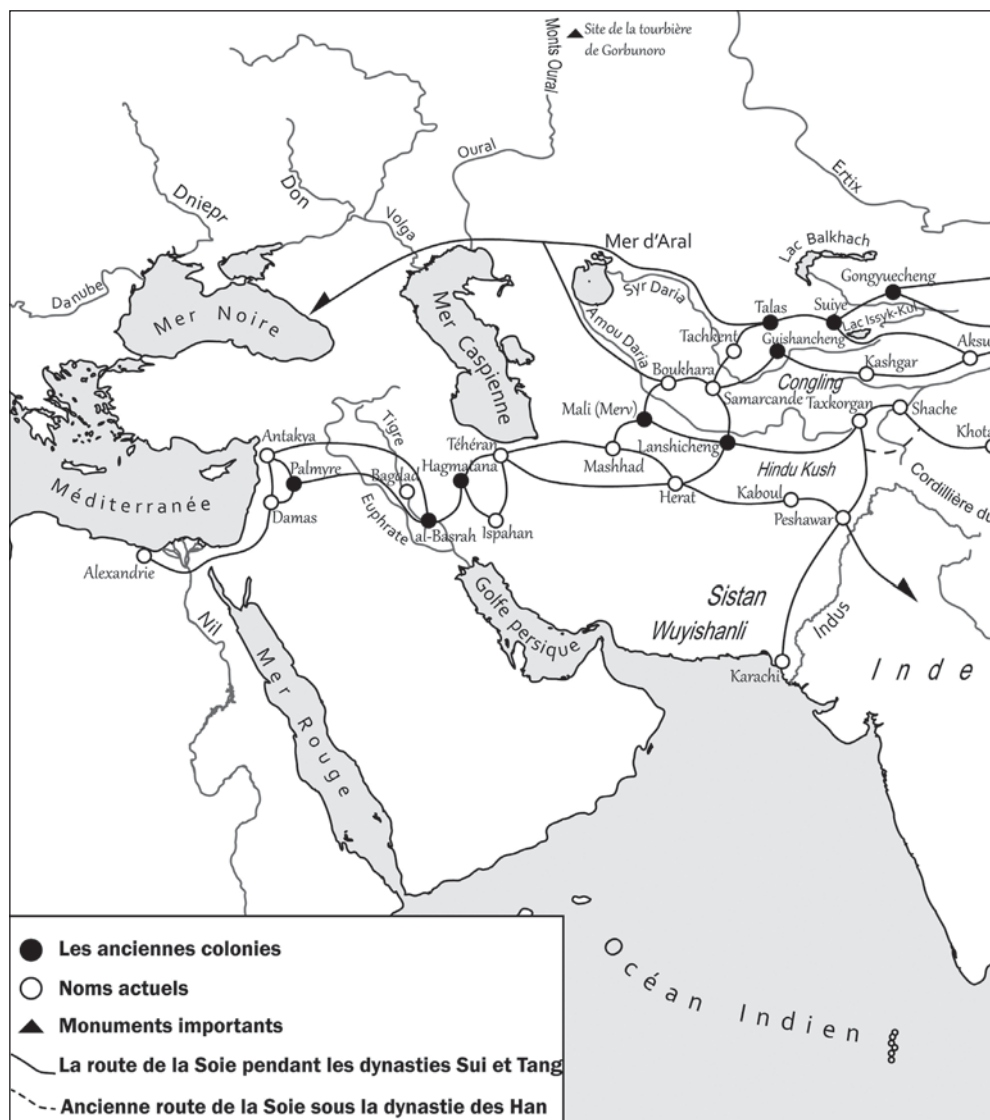 Site de la tourbière
de Gorbunoro
Monts Oural
Oural
Ertix
Dniepr
Don
Volga
Danube
Mer Noire
Mer Caspienne
Mer d'Aral
Syr Daria
Amou Daria
Lac Balkhach
Gongyuecheng
Talas
Suiye
Lac Issyk-Kul
Tachkent
Guishancheng
Aksu
Boukhara
Kashgar
Congling
Samarcande
Taxkorgan
Shache
Mali (Merv)
Lanshicheng
Khota
Antakya
Tigre
Téhéran
Palmyre
Bagdad
Hagmatana
Mashhad
Hindu Kush
Herat
Kaboul
Cordillère du
Méditerranée
Damas
Euphrate
al-Basrah
Ispahan
Peshawar
Alexandrie
Nil
Golfe persique
Sistan
Wuyishanli
Indus
Mer Rouge
Karachi
Inde
Océan Indien
Les anciennes colonies
Noms actuels
Monuments importants
La route de la Soie pendant les dynasties Sui et Tang
Ancienne route de la Soie sous la dynastie des Han